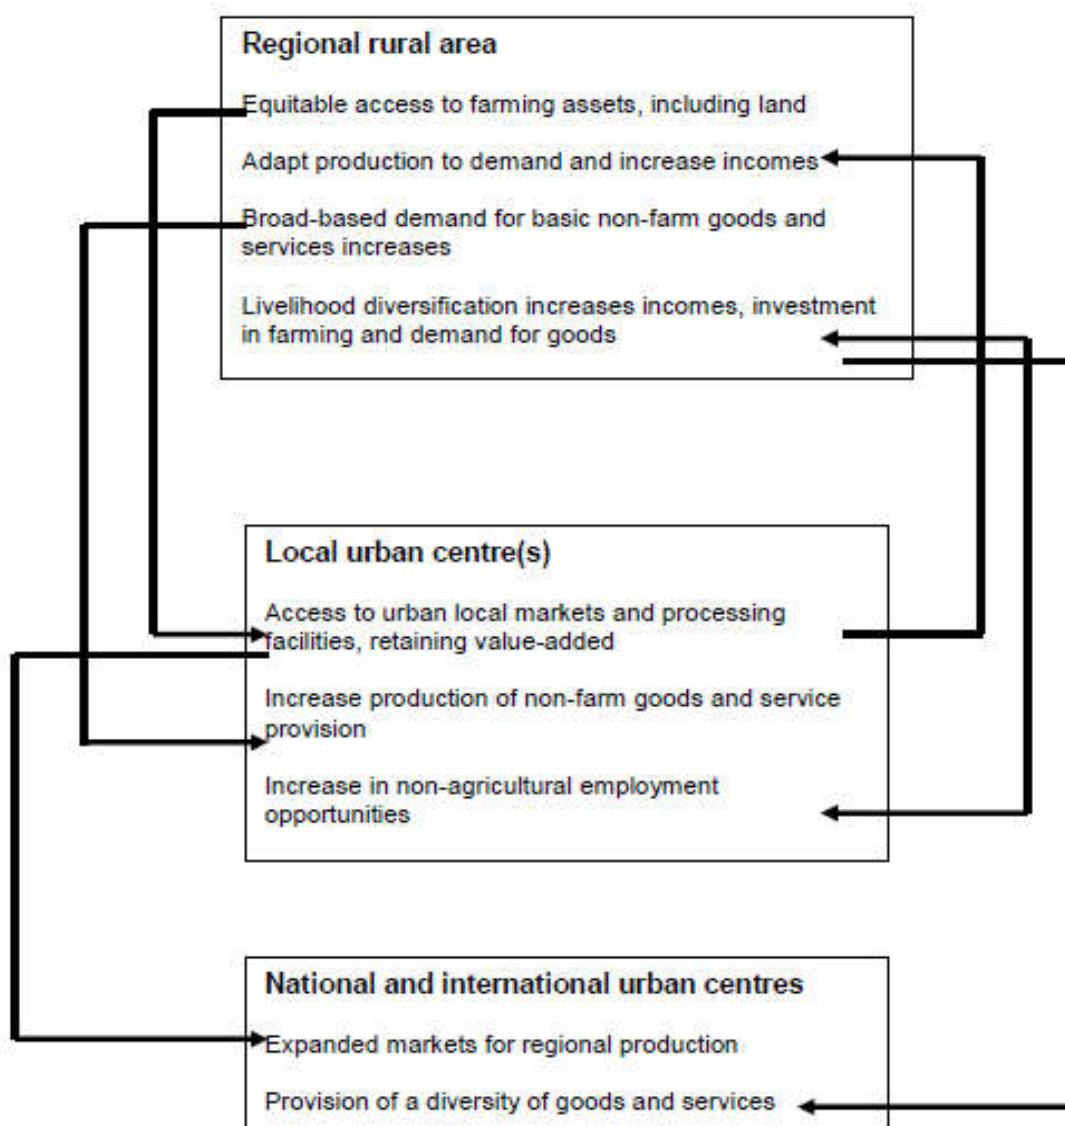 Regional rural area
Equitable access to farming assets, including land
Adapt production to demand and increase incomes
Broad-based demand for basic non-farm goods and
services increases
Livelihood diversification increases incomes, investment
in farming and demand for goods
Local urban centre(s)
Access to urban local markets and processing
facilities, retaining value-added
Increase production of non-farm goods and service
provision
Increase in non-agricultural employment
opportunities
National and international urban centres
Expanded markets for regional production
Provision of a diversity of goods and services